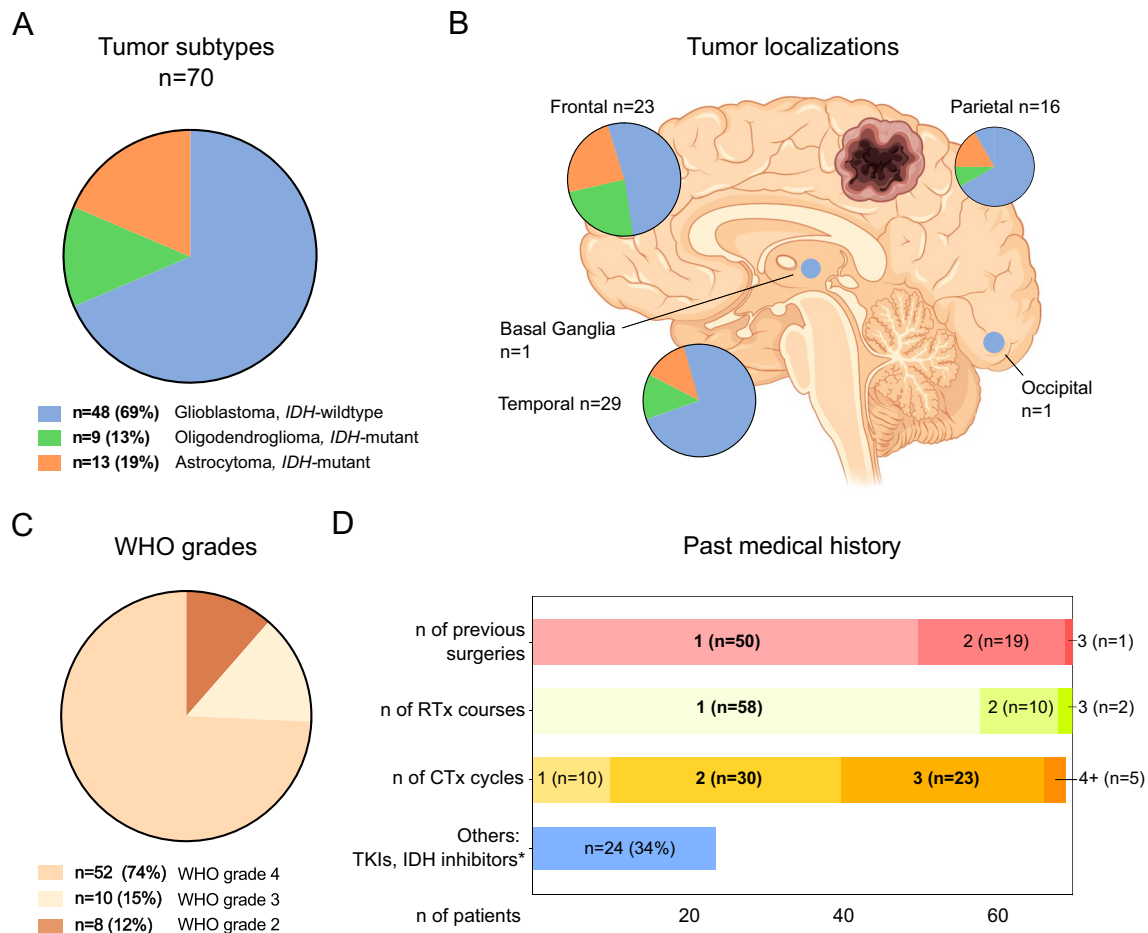 A
Tumor subtypes
n=70
n=48 (69%) Glioblastoma, IDH-wildtype
n=9 (13%) Oligodendroglioma, IDH-mutant
n=13 (19%) Astrocytoma, IDH-mutant
B
Tumor localizations
Frontal n=23
Parietal n=16
Basal Ganglia
n=1
Temporal n=29
Occipital
n=1
C
WHO grades
n=52 (74%) WHO grade 4
n=10 (15%) WHO grade 3
n=8 (12%) WHO grade 2
D
Past medical history
n of previous
surgeries
1 (n=50) 2 (n=19) 3 (n=1)
n of RTx courses 1 (n=58) 2 (n=10) 3 (n=2)
n of CTx cycles 1 (n=10) 2 (n=30) 3 (n=23) 4+ (n=5)
Others:
TKIs, IDH inhibitors*
n=24 (34%)
n of patients 20 40 60